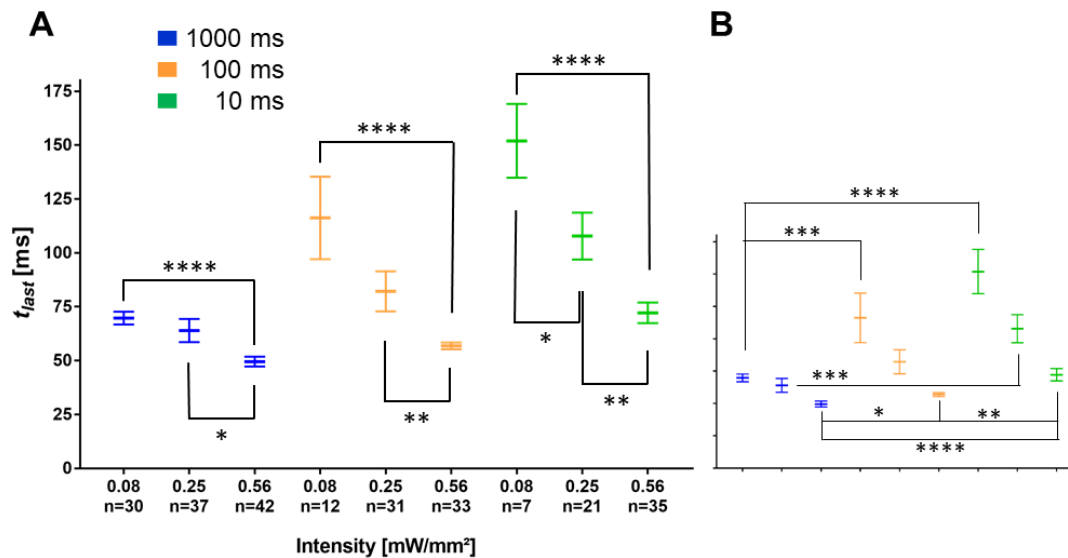 A
B
1000 ms
100 ms
10 ms
****
****
****
****
***
***
*
**
*
**
*
**
****
175
150
125
100
75
50
25
0
t_last [ms]
0.08 0.25 0.56 0.08 0.25 0.56 0.08 0.25 0.56
n=30 n=37 n=42 n=12 n=31 n=33 n=7 n=21 n=35
Intensity [mW/mm²]